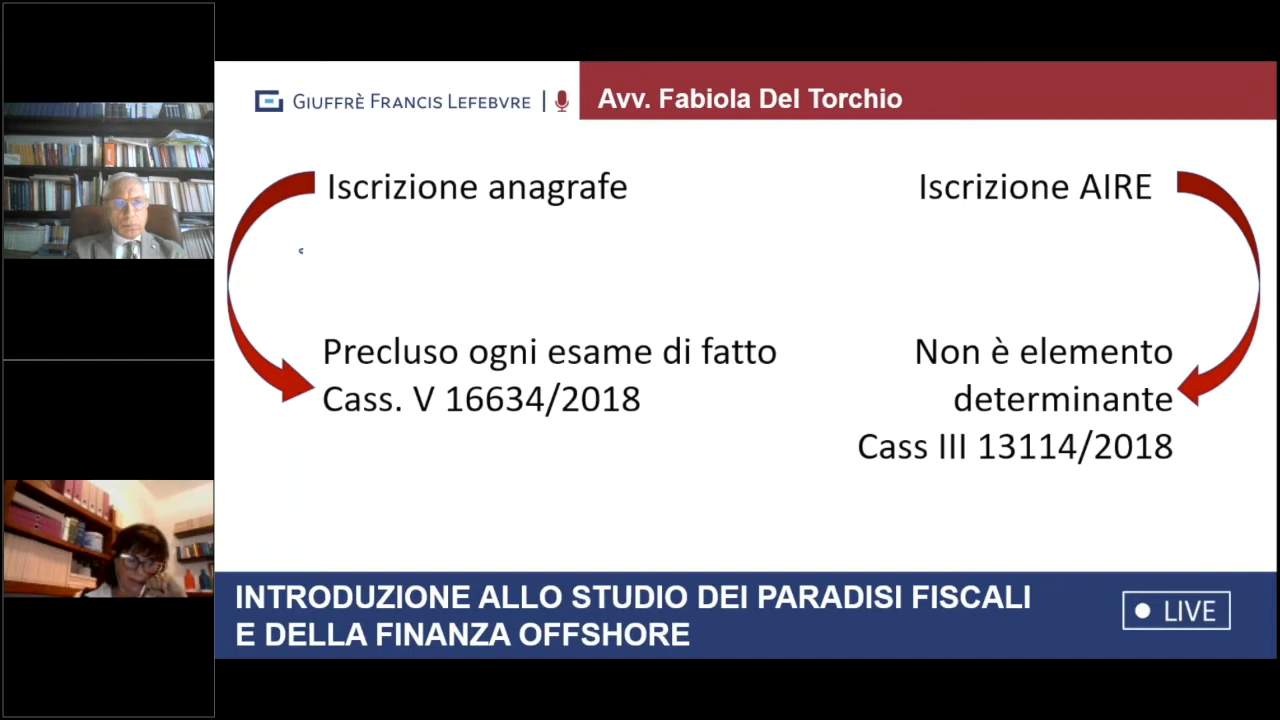 GIUFFRÈ FRANCIS LEFEBVRE
Avv. Fabiola Del Torchio
Iscrizione anagrafe
Iscrizione AIRE
Precluso ogni esame di fatto
Cass. V 16634/2018
Non è elemento
determinante
Cass III 13114/2018
INTRODUZIONE ALLO STUDIO DEI PARADISI FISCALI
E DELLA FINANZA OFFSHORE
LIVE